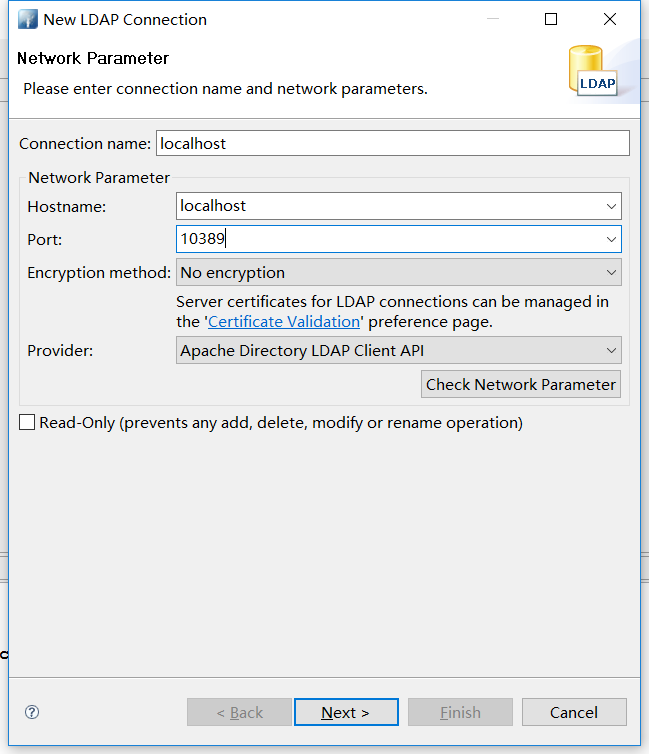 New LDAP Connection
Network Parameter
Please enter connection name and network parameters.
LDAP
Connection name: localhost
Network Parameter
Hostname: localhost
Port: 10389
Encryption method: No encryption
Server certificates for LDAP connections can be managed in
the 'Certificate Validation' preference page.
Provider: Apache Directory LDAP Client API
Check Network Parameter
Read-Only (prevents any add, delete, modify or rename operation)
< Back Next > Finish Cancel